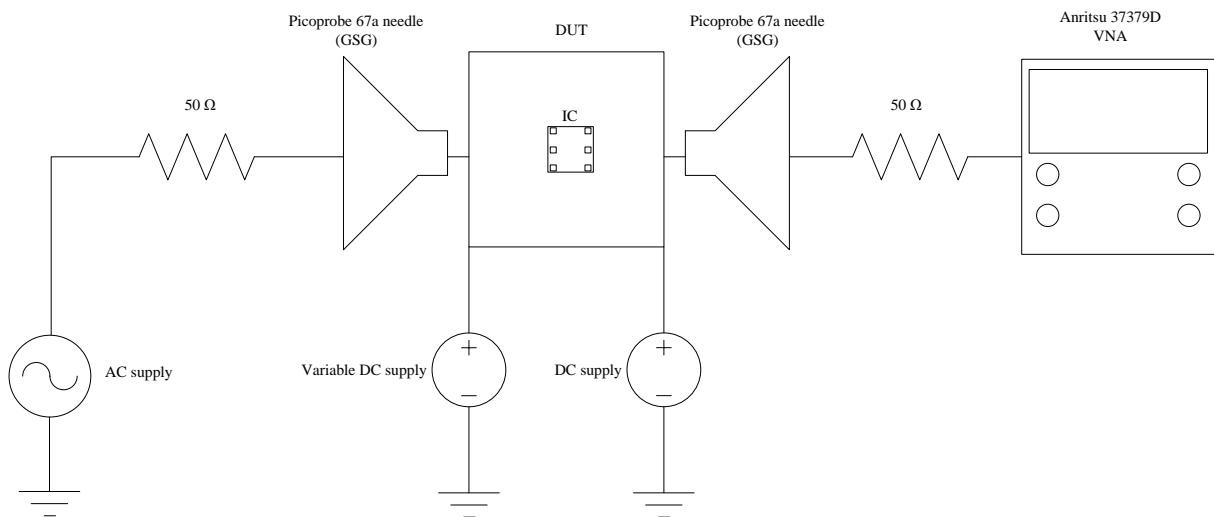 Picoprobe 67a needle
(GSG)
DUT
Picoprobe 67a needle
(GSG)
Anritsu 37379D
VNA
50 Ω
IC
50 Ω
AC supply
Variable DC supply
+
−
DC supply
+
−